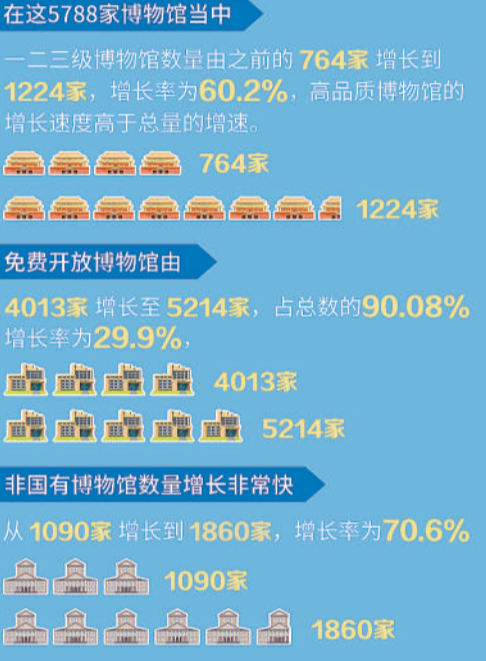 在这5788家博物馆当中
一二三级博物馆数量由之前的 764家 增长到
1224家，增长率为60.2%，高品质博物馆的
增长速度高于总量的增速。
764家
1224家
免费开放博物馆由
4013家 增长至 5214家，占总数的90.08%
增长率为29.9%，
4013家
5214家
非国有博物馆数量增长非常快
从 1090家 增长到 1860家，增长率为70.6%
1090家
1860家